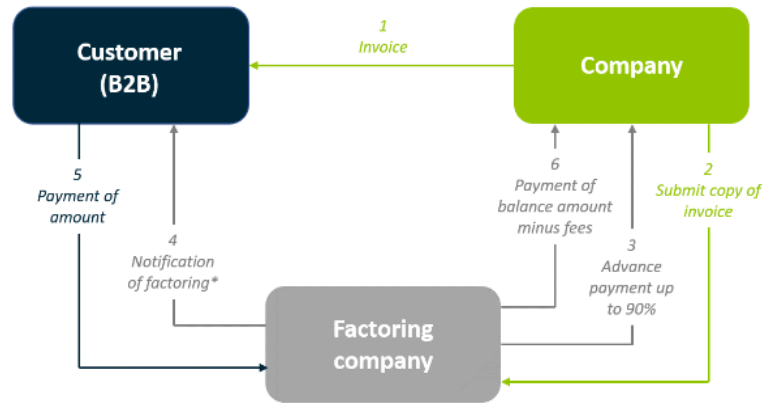 1
Invoice
Customer
(B2B)
Company
5
Payment of
amount
4
Notification
of factoring*
6
Payment of
balance amount
minus fees
3
Advance
payment up
to 90%
2
Submit copy of
invoice
Factoring
company